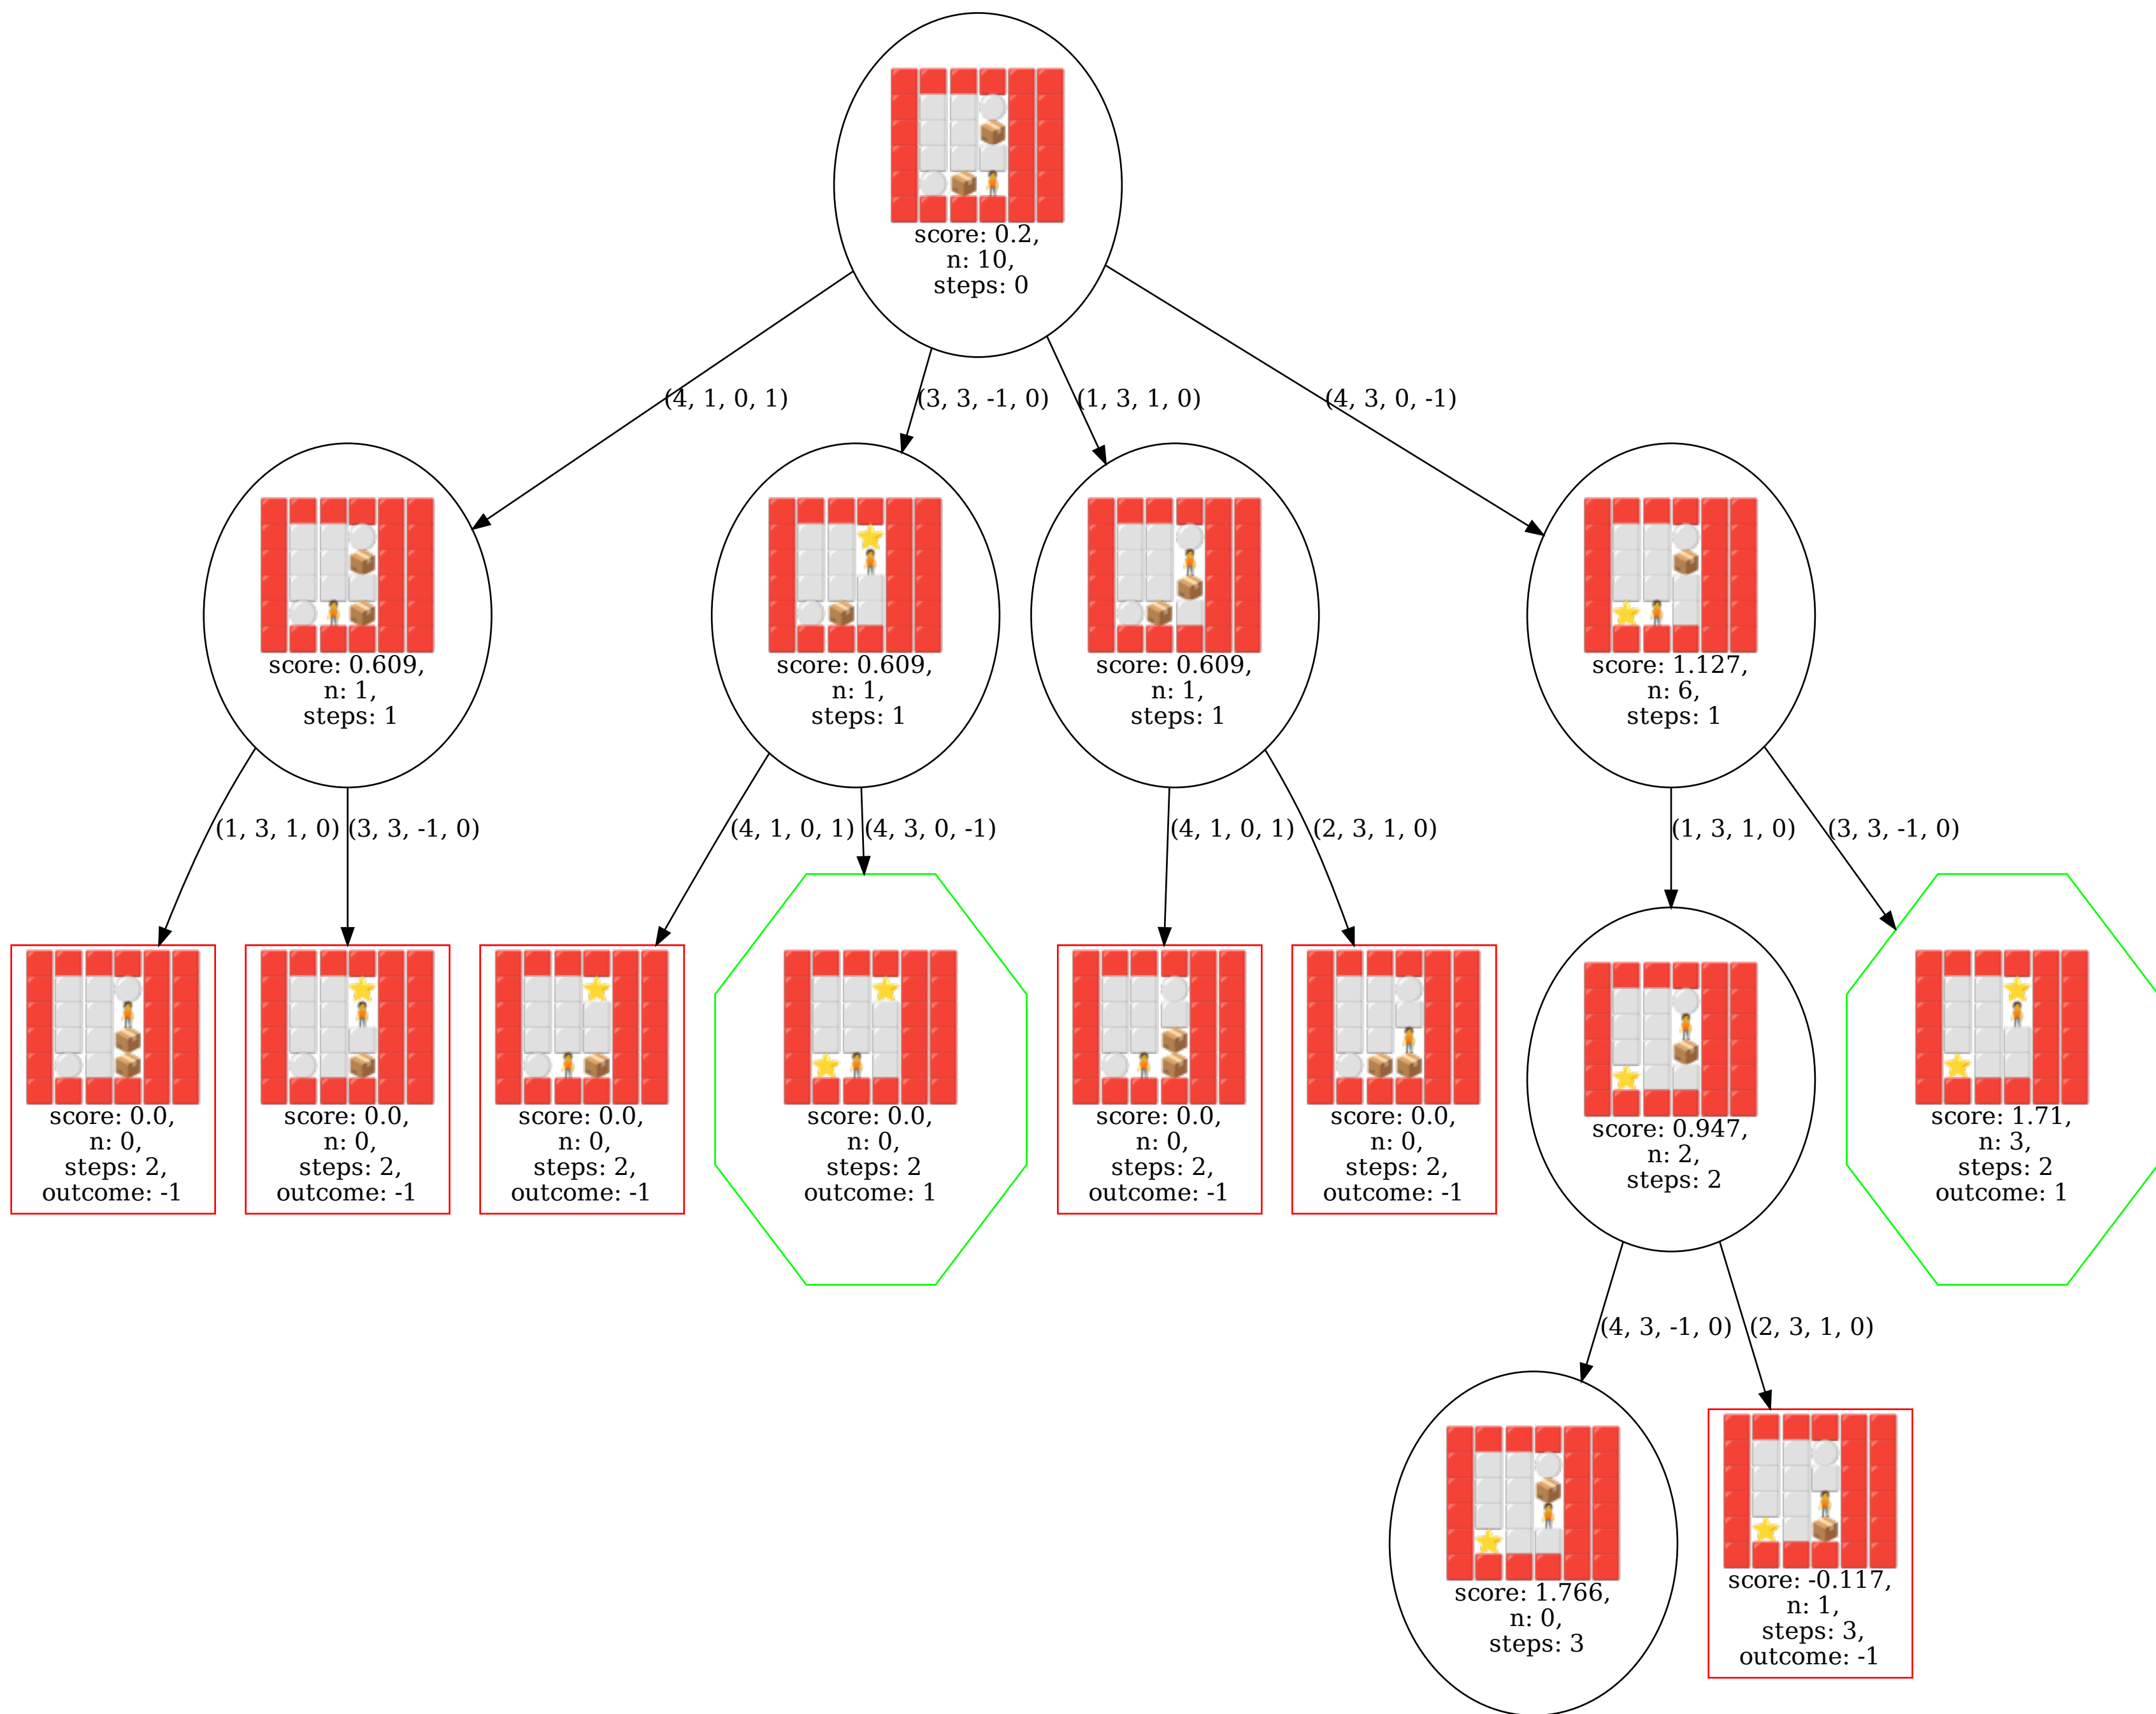 score: 0.2,
n: 10,
steps: 0
(4, 1, 0, 1)
(3, 3, -1, 0)
(1, 3, 1, 0)
(4, 3, 0, -1)
score: 0.609,
n: 1,
steps: 1
score: 0.609,
n: 1,
steps: 1
score: 0.609,
n: 1,
steps: 1
score: 1.127,
n: 6,
steps: 1
(1, 3, 1, 0)
(3, 3, -1, 0)
(4, 1, 0, 1)
(4, 3, 0, -1)
(4, 1, 0, 1)
(2, 3, 1, 0)
(1, 3, 1, 0)
(3, 3, -1, 0)
score: 0.0,
n: 0,
steps: 2,
outcome: -1
score: 0.0,
n: 0,
steps: 2,
outcome: -1
score: 0.0,
n: 0,
steps: 2,
outcome: -1
score: 0.0,
n: 0,
steps: 2
outcome: 1
score: 0.0,
n: 0,
steps: 2,
outcome: -1
score: 0.0,
n: 0,
steps: 2,
outcome: -1
score: 0.947,
n: 2,
steps: 2
score: 1.71,
n: 3,
steps: 2
outcome: 1
(4, 3, -1, 0)
(2, 3, 1, 0)
score: 1.766,
n: 0,
steps: 3
score: -0.117,
n: 1,
steps: 3,
outcome: -1